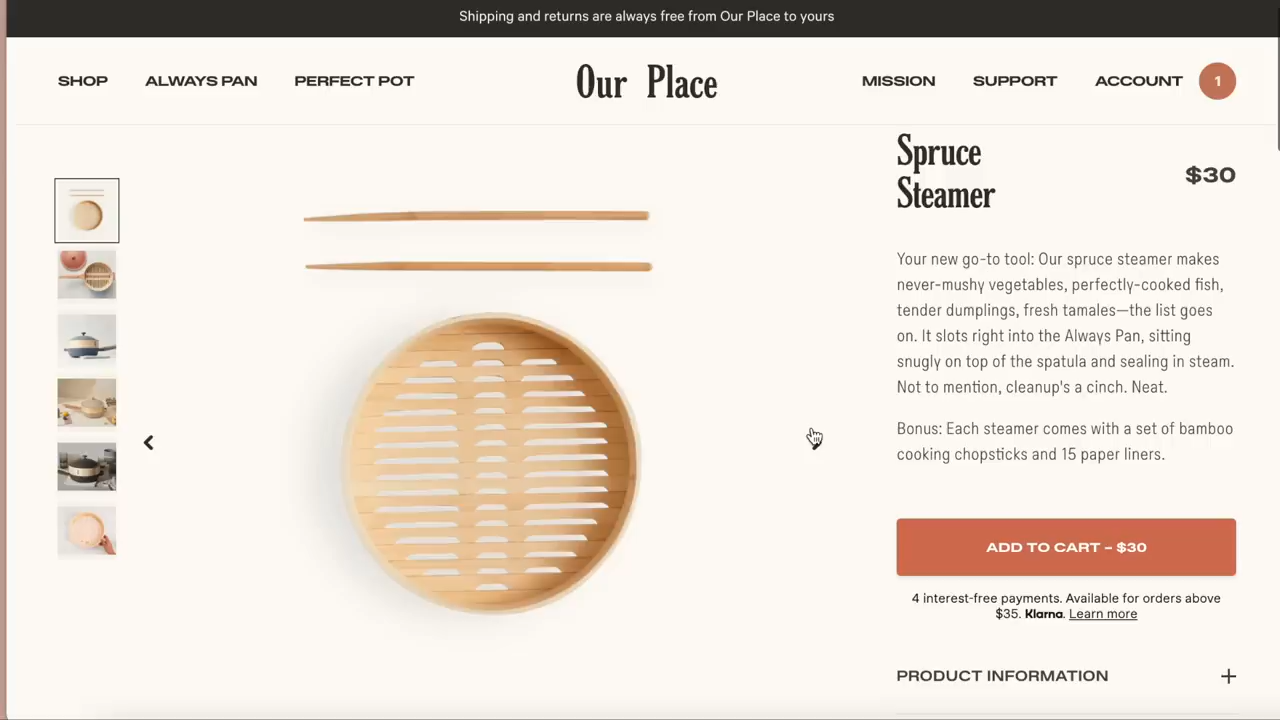 Shipping and returns are always free from Our Place to yours
SHOP
ALWAYS PAN
PERFECT POT
Our Place
MISSION
SUPPORT
ACCOUNT
1
Spruce
Steamer
$30
Your new go-to tool: Our spruce steamer makes
never-mushy vegetables, perfectly-cooked fish,
tender dumplings, fresh tamales—the list goes
on. It slots right into the Always Pan, sitting
snugly on top of the spatula and sealing in steam.
Not to mention, cleanup's a cinch. Neat.
Bonus: Each steamer comes with a set of bamboo
cooking chopsticks and 15 paper liners.
ADD TO CART – $30
4 interest-free payments. Available for orders above
$35. Klarna. Learn more
PRODUCT INFORMATION